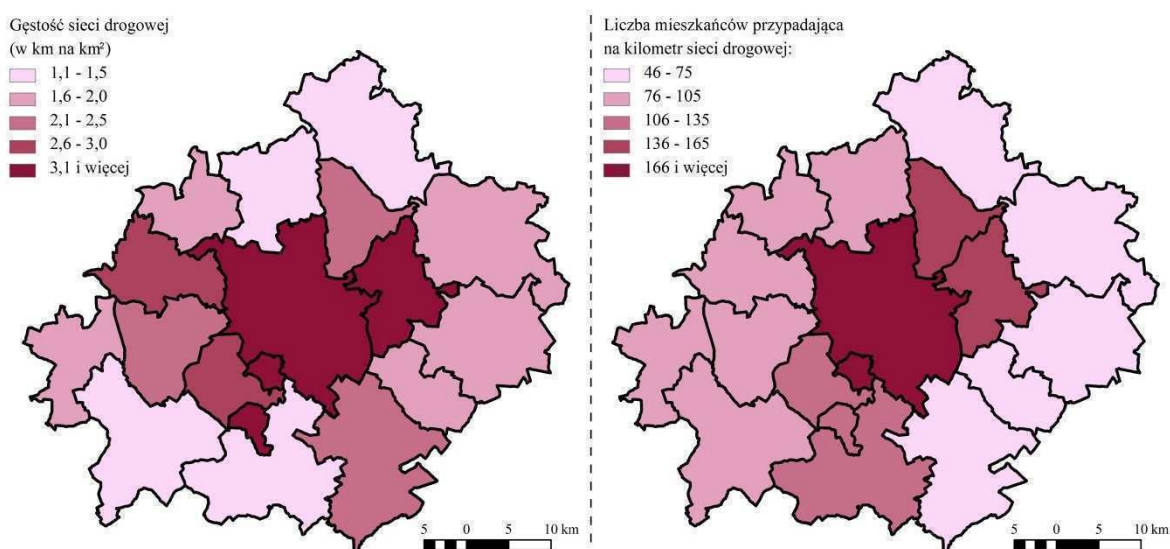 Gęstość sieci drogowej
(w km na km²)
1,1 - 1,5
1,6 - 2,0
2,1 - 2,5
2,6 - 3,0
3,1 i więcej
5 0 5 10 km
Liczba mieszkańców przypadająca
na kilometr sieci drogowej:
46 - 75
76 - 105
106 - 135
136 - 165
166 i więcej
5 0 5 10 km